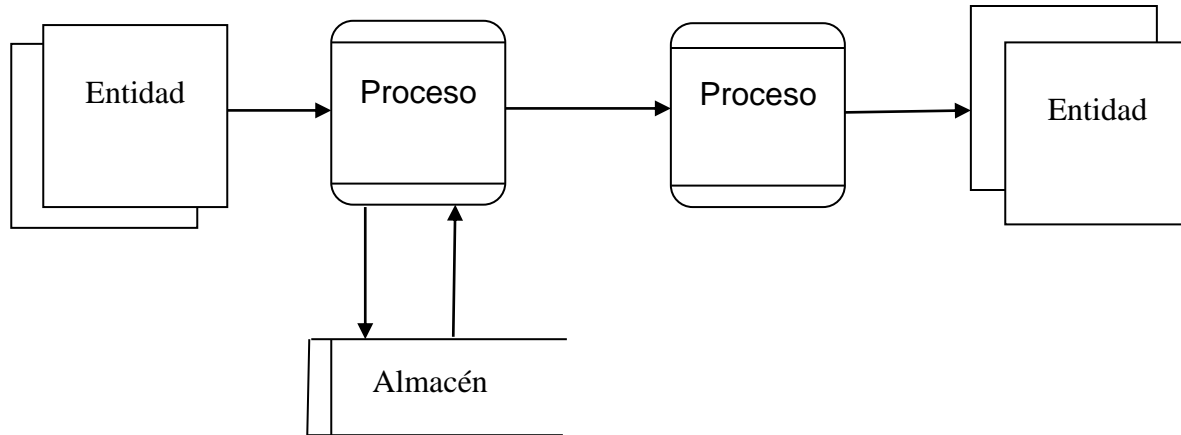 Entidad
Proceso
Proceso
Entidad
Almacén